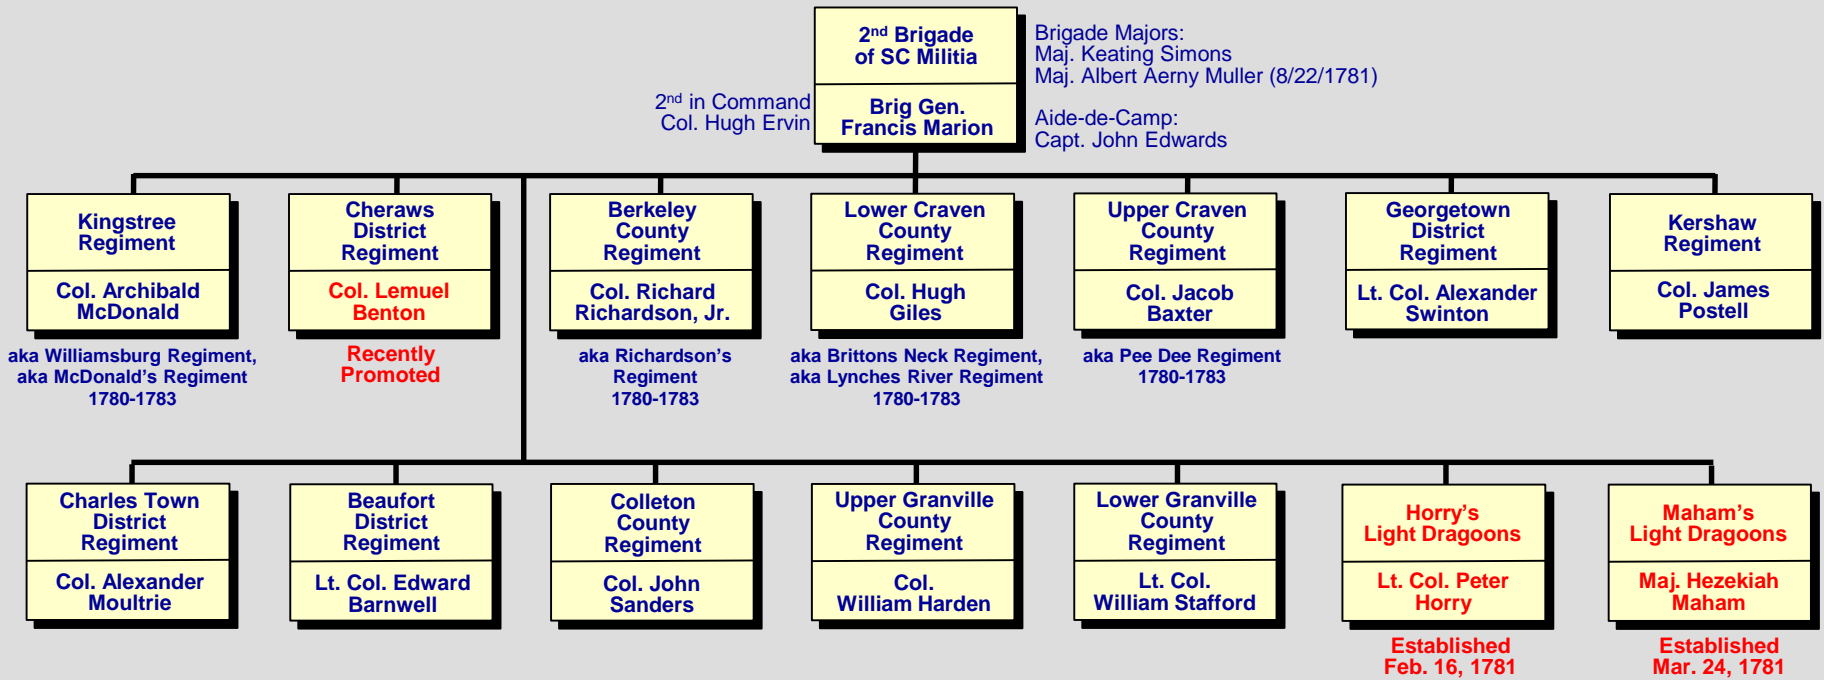 2nd Brigade
of SC Militia
Brig Gen.
Francis Marion
2nd in Command
Col. Hugh Ervin
Brigade Majors:
Maj. Keating Simons
Maj. Albert Aerny Muller (8/22/1781)
Aide-de-Camp:
Capt. John Edwards
Kingstree
Regiment
Col. Archibald
McDonald
aka Williamsburg Regiment,
aka McDonald's Regiment
1780-1783
Cheraws
District
Regiment
Col. Lemuel
Benton
Recently
Promoted
Berkeley
County
Regiment
Col. Richard
Richardson, Jr.
aka Richardson's
Regiment
1780-1783
Lower Craven
County
Regiment
Col. Hugh
Giles
aka Brittons Neck Regiment,
aka Lynches River Regiment
1780-1783
Upper Craven
County
Regiment
Col. Jacob
Baxter
aka Pee Dee Regiment
1780-1783
Georgetown
District
Regiment
Lt. Col. Alexander
Swinton
Kershaw
Regiment
Col. James
Postell
Charles Town
District
Regiment
Col. Alexander
Moultrie
Beaufort
District
Regiment
Lt. Col. Edward
Barnwell
Colleton
County
Regiment
Col. John
Sanders
Upper Granville
County
Regiment
Col.
William Harden
Lower Granville
County
Regiment
Lt. Col.
William Stafford
Horry's
Light Dragoons
Lt. Col. Peter
Horry
Established
Feb. 16, 1781
Maham's
Light Dragoons
Maj. Hezekiah
Maham
Established
Mar. 24, 1781